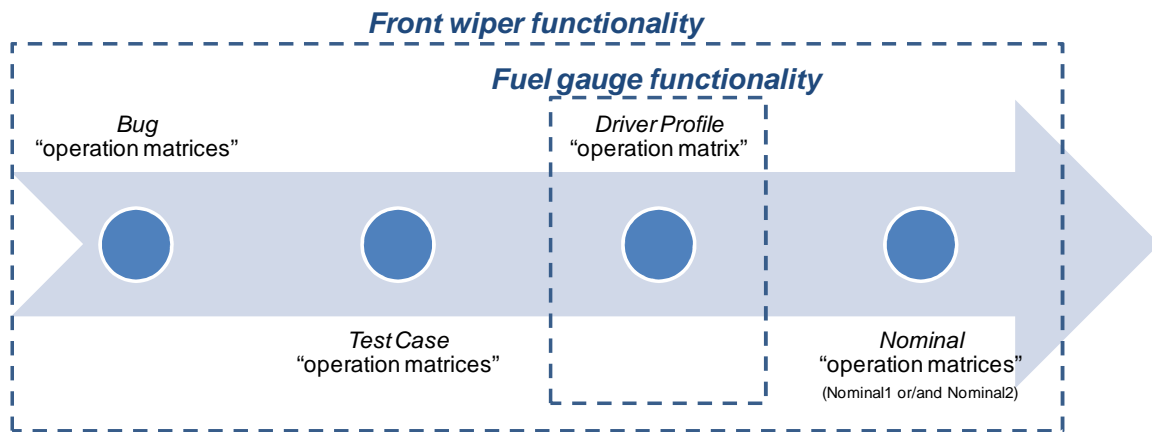 Front wiper functionality
Fuel gauge functionality
Bug
“operation matrices”
Driver Profile
“operation matrix”
Test Case
“operation matrices”
Nominal
“operation matrices”
(Nominal1 or/and Nominal2)